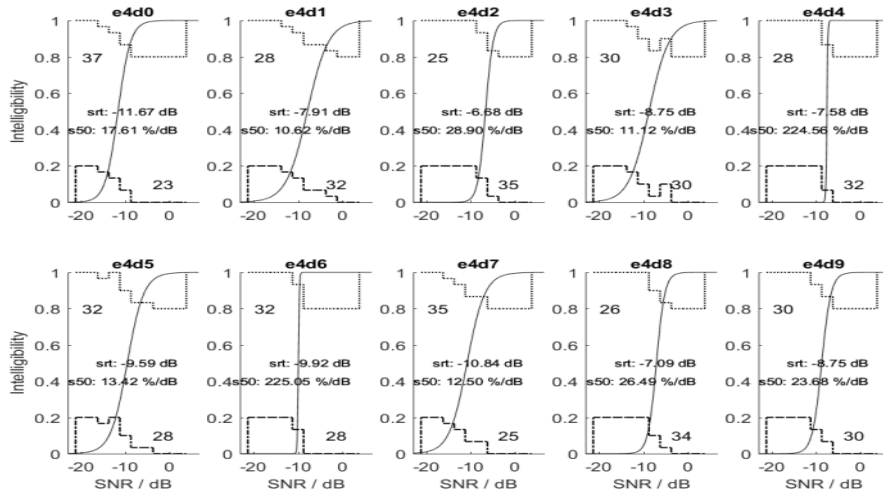 e4d0
e4d1
e4d2
e4d3
e4d4
1
0.8
0.6
0.4
0.2
0
Intelligibility
37
srt: -11.67 dB
s50: 17.61 %/dB
23
-20
-10
0
1
0.8
0.6
0.4
0.2
0
28
srt: -7.91 dB
s50: 10.62 %/dB
32
-20
-10
0
1
0.8
0.6
0.4
0.2
0
25
srt: -6.68 dB
s50: 28.90 %/dB
35
-20
-10
0
1
0.8
0.6
0.4
0.2
0
30
srt: -8.75 dB
s50: 11.12 %/dB
30
-20
-10
0
1
0.8
0.6
0.4
0.2
0
28
srt: -7.58 dB
s50: 224.56 %/dB
32
-20
-10
0
e4d5
e4d6
e4d7
e4d8
e4d9
1
0.8
0.6
0.4
0.2
0
Intelligibility
32
srt: -9.59 dB
s50: 13.42 %/dB
28
-20
-10
0
SNR / dB
1
0.8
0.6
0.4
0.2
0
32
srt: -9.92 dB
s50: 225.05 %/dB
28
-20
-10
0
SNR / dB
1
0.8
0.6
0.4
0.2
0
35
srt: -10.84 dB
s50: 12.50 %/dB
25
-20
-10
0
SNR / dB
1
0.8
0.6
0.4
0.2
0
26
srt: -7.09 dB
s50: 26.49 %/dB
34
-20
-10
0
SNR / dB
1
0.8
0.6
0.4
0.2
0
30
srt: -8.75 dB
s50: 23.68 %/dB
30
-20
-10
0
SNR / dB